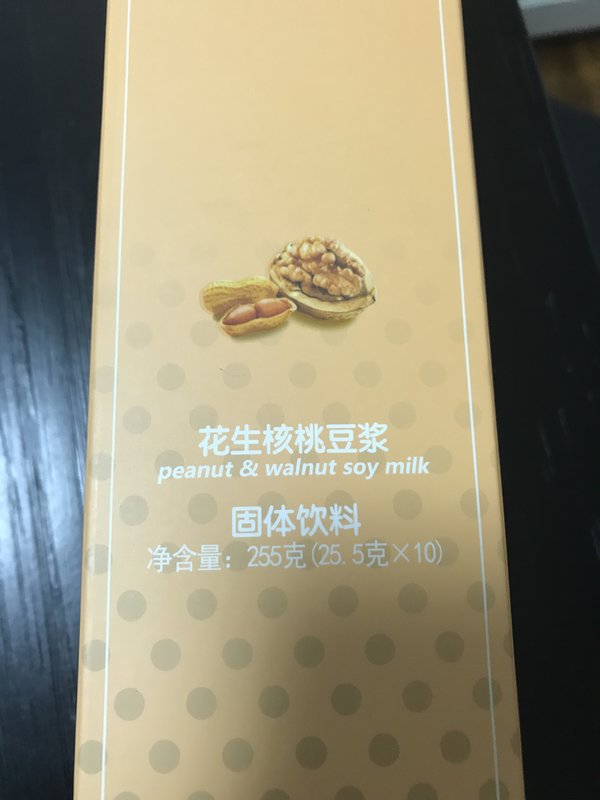 花生核桃豆浆
peanut & walnut soy milk
固体饮料
净含量：255克(25.5克×10)